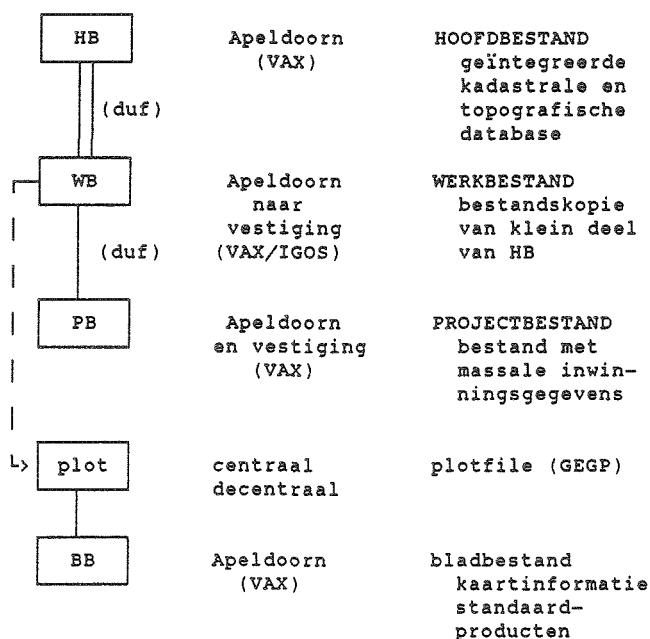 HB Apeldoorn HOOFDBESTAND
(VAX) geïntegreerde
kadastrale en
(duf) topografische
database
WB Apeldoorn WERKBESTAND
naar bestandskopie
vestiging van klein deel
(duf) (VAX/IGOS) van HB
PB Apeldoorn PROJECTBESTAND
en vestiging bestand met
(VAX) massale inwin-
ningsgegevens
plot centraal plotfile (GEGP)
decentraal
BB Apeldoorn bladbestand
(VAX) kaartinformatie
standaard-
producten